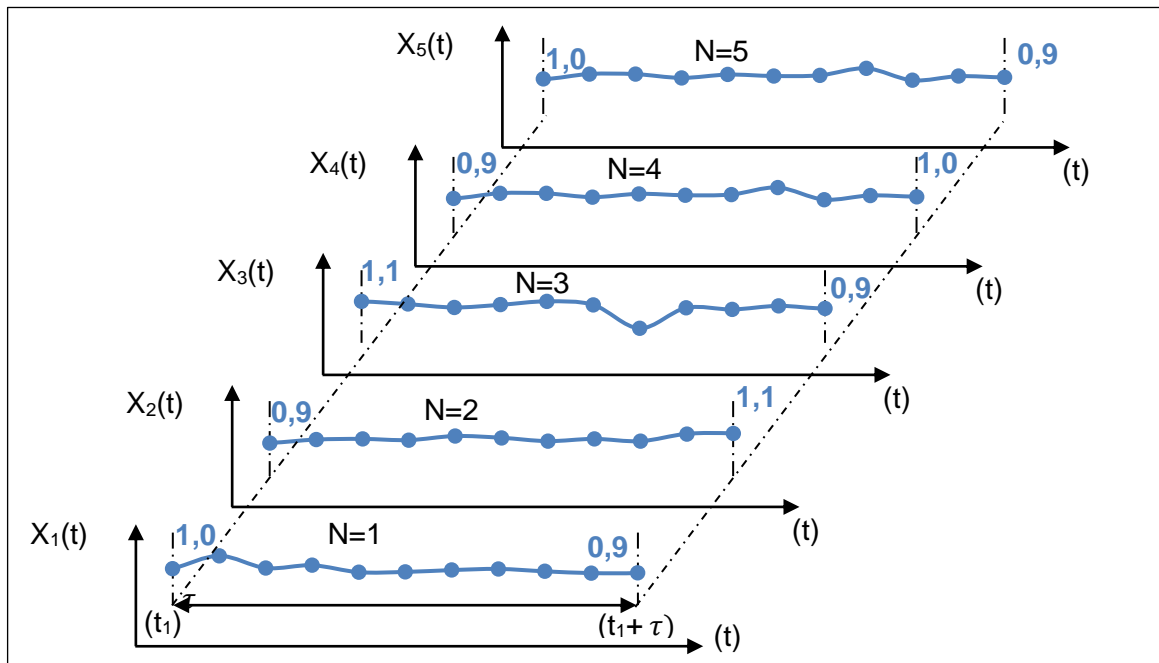 X₅(t) 1,0 N=5 0,9
(t)
X₄(t) 0,9 N=4 1,0
(t)
X₃(t) 1,1 N=3 0,9
(t)
X₂(t) 0,9 N=2 1,1
(t)
X₁(t) 1,0 N=1 0,9
τ
(t₁) (t₁+ τ) (t)